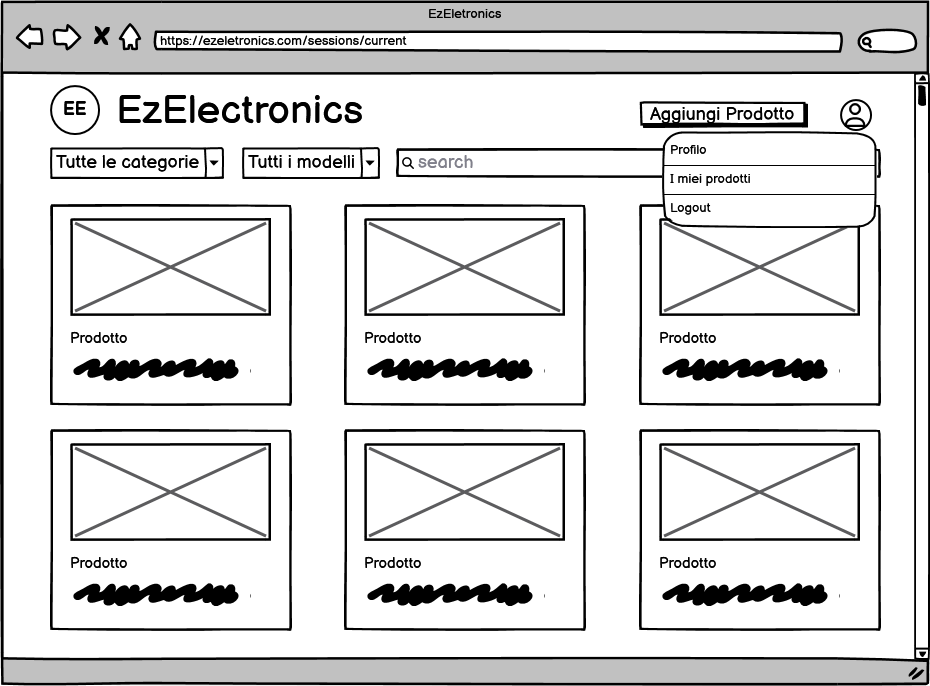 EzEletronics
https://ezeletronics.com/sessions/current
EE
EzElectronics
Aggiungi Prodotto
Tutte le categorie
Tutti i modelli
search
Profilo
I miei prodotti
Logout
Prodotto
Prodotto
Prodotto
Prodotto
Prodotto
Prodotto